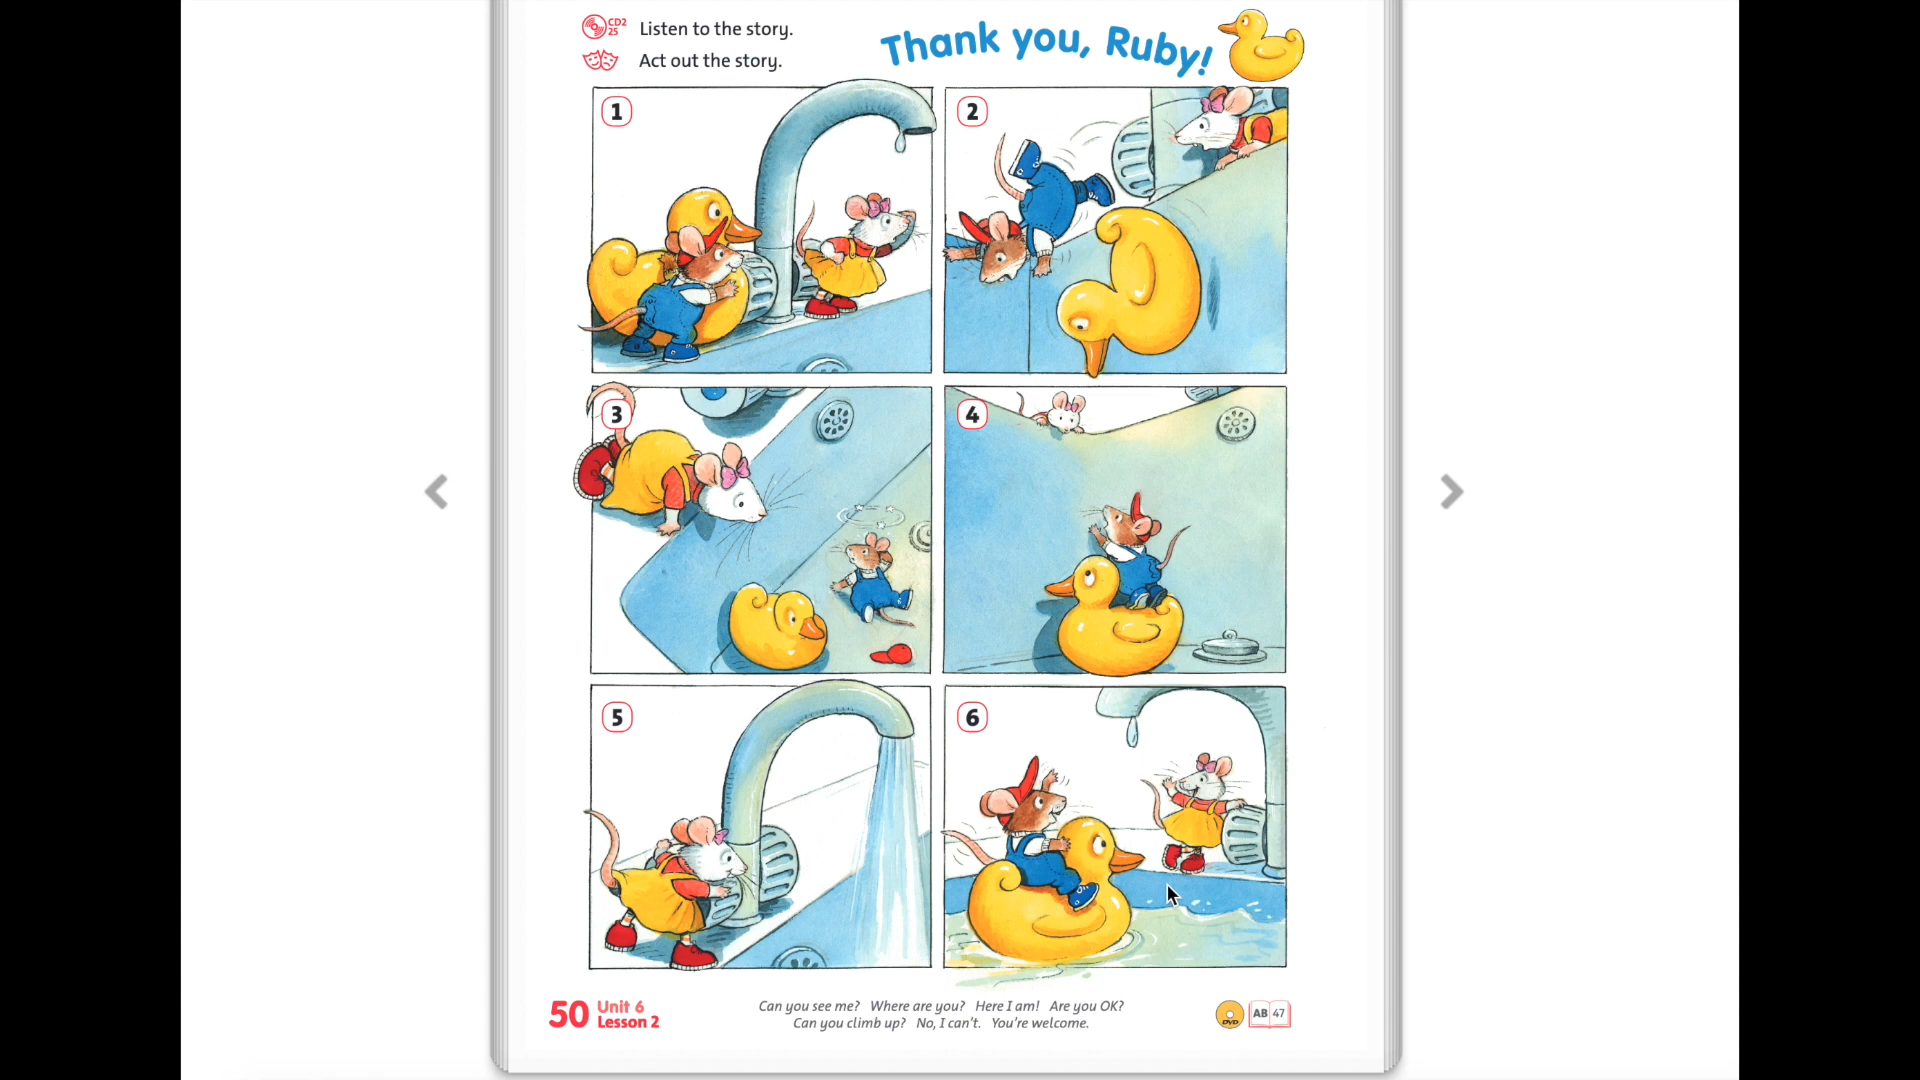 CD2
25
Listen to the story.
Act out the story.
Thank you, Ruby!
1
2
3
4
5
6
50 Unit 6
Lesson 2
Can you see me? Where are you? Here I am! Are you OK?
Can you climb up? No, I can't. You're welcome.
DVD
AB 47